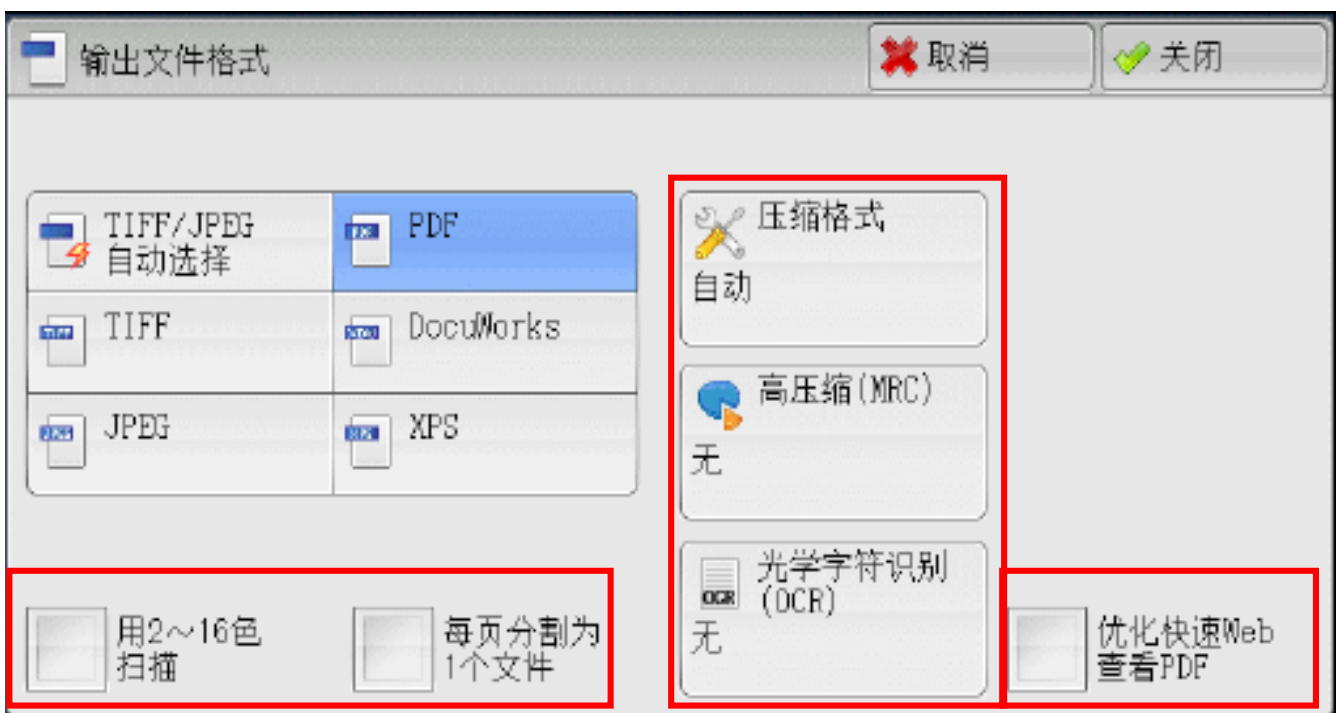 输出文件格式
取消
关闭
TIFF/JPEG
自动选择
PDF
TIFF
DocuWorks
JPEG
XPS
压缩格式
自动
高压缩(MRC)
无
光学字符识别
(OCR)
OCR
无
用2～16色
扫描
每页分割为
1个文件
优化快速Web
查看PDF